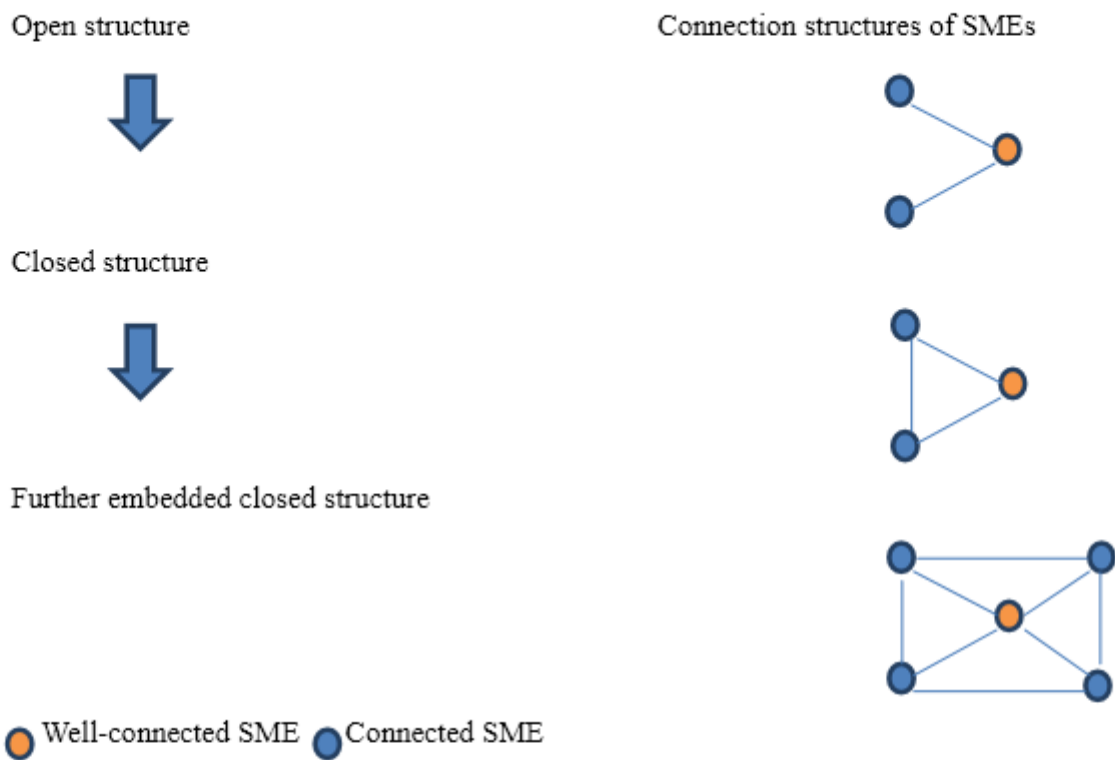 Open structure
Connection structures of SMEs
Closed structure
Further embedded closed structure
Well-connected SME
Connected SME